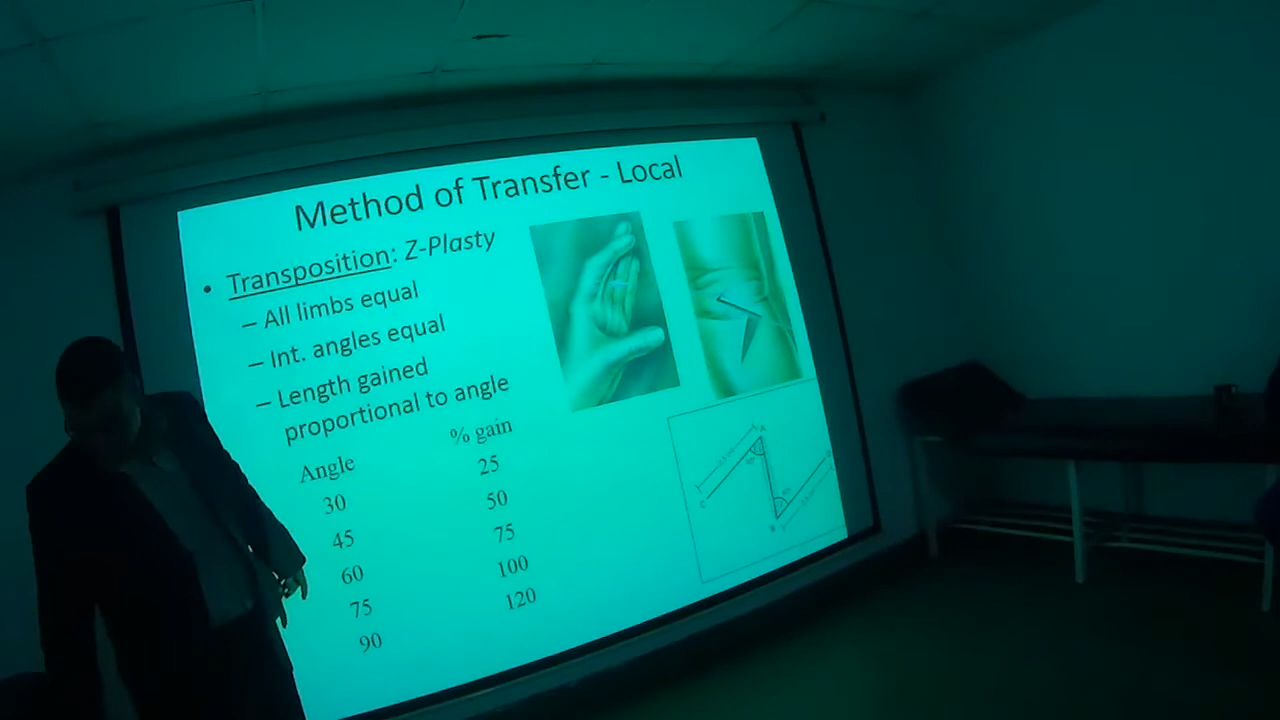 Method of Transfer - Local
• Transposition: Z-Plasty
– All limbs equal
– Int. angles equal
– Length gained
proportional to angle
Angle % gain
30 25
45 50
60 75
75 100
90 120
A
C
B